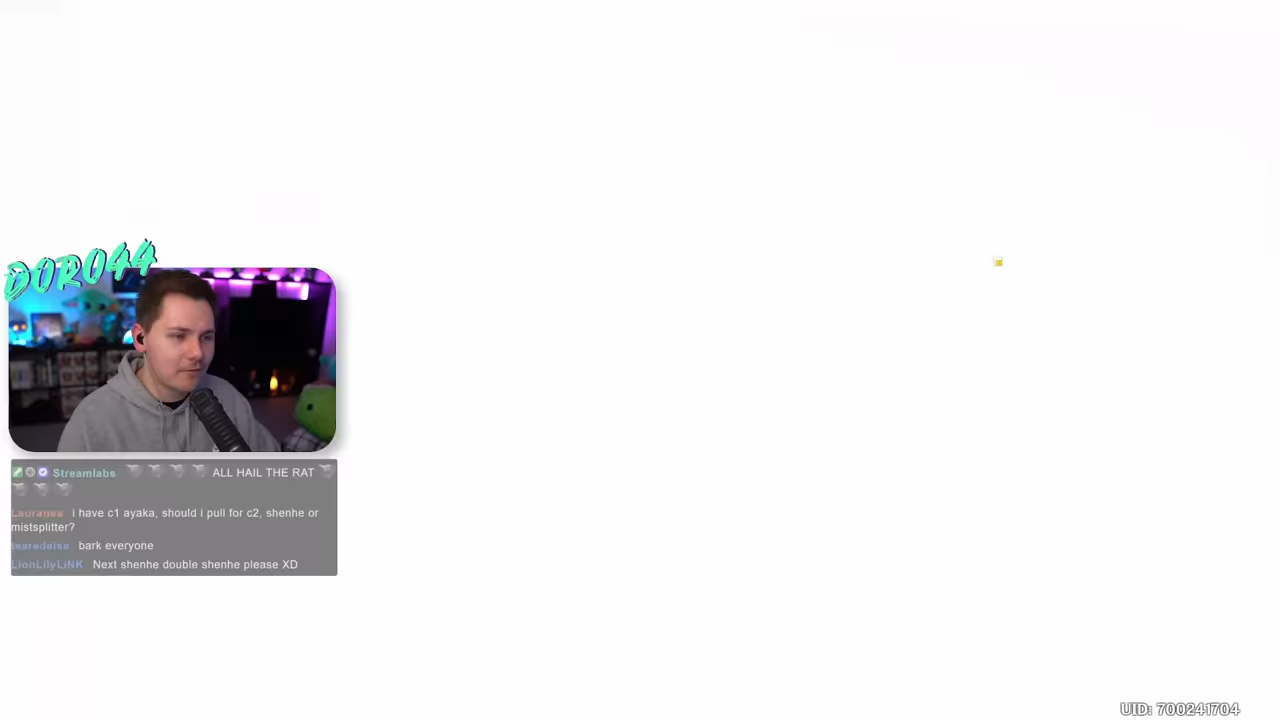 DORO44
Streamlabs ALL HAIL THE RAT
i have c1 ayaka, should i pull for c2, shenhe or
mistsplitter?
bark everyone
LionLilyLiNK Next shenhe double shenhe please XD
UID: 700241704